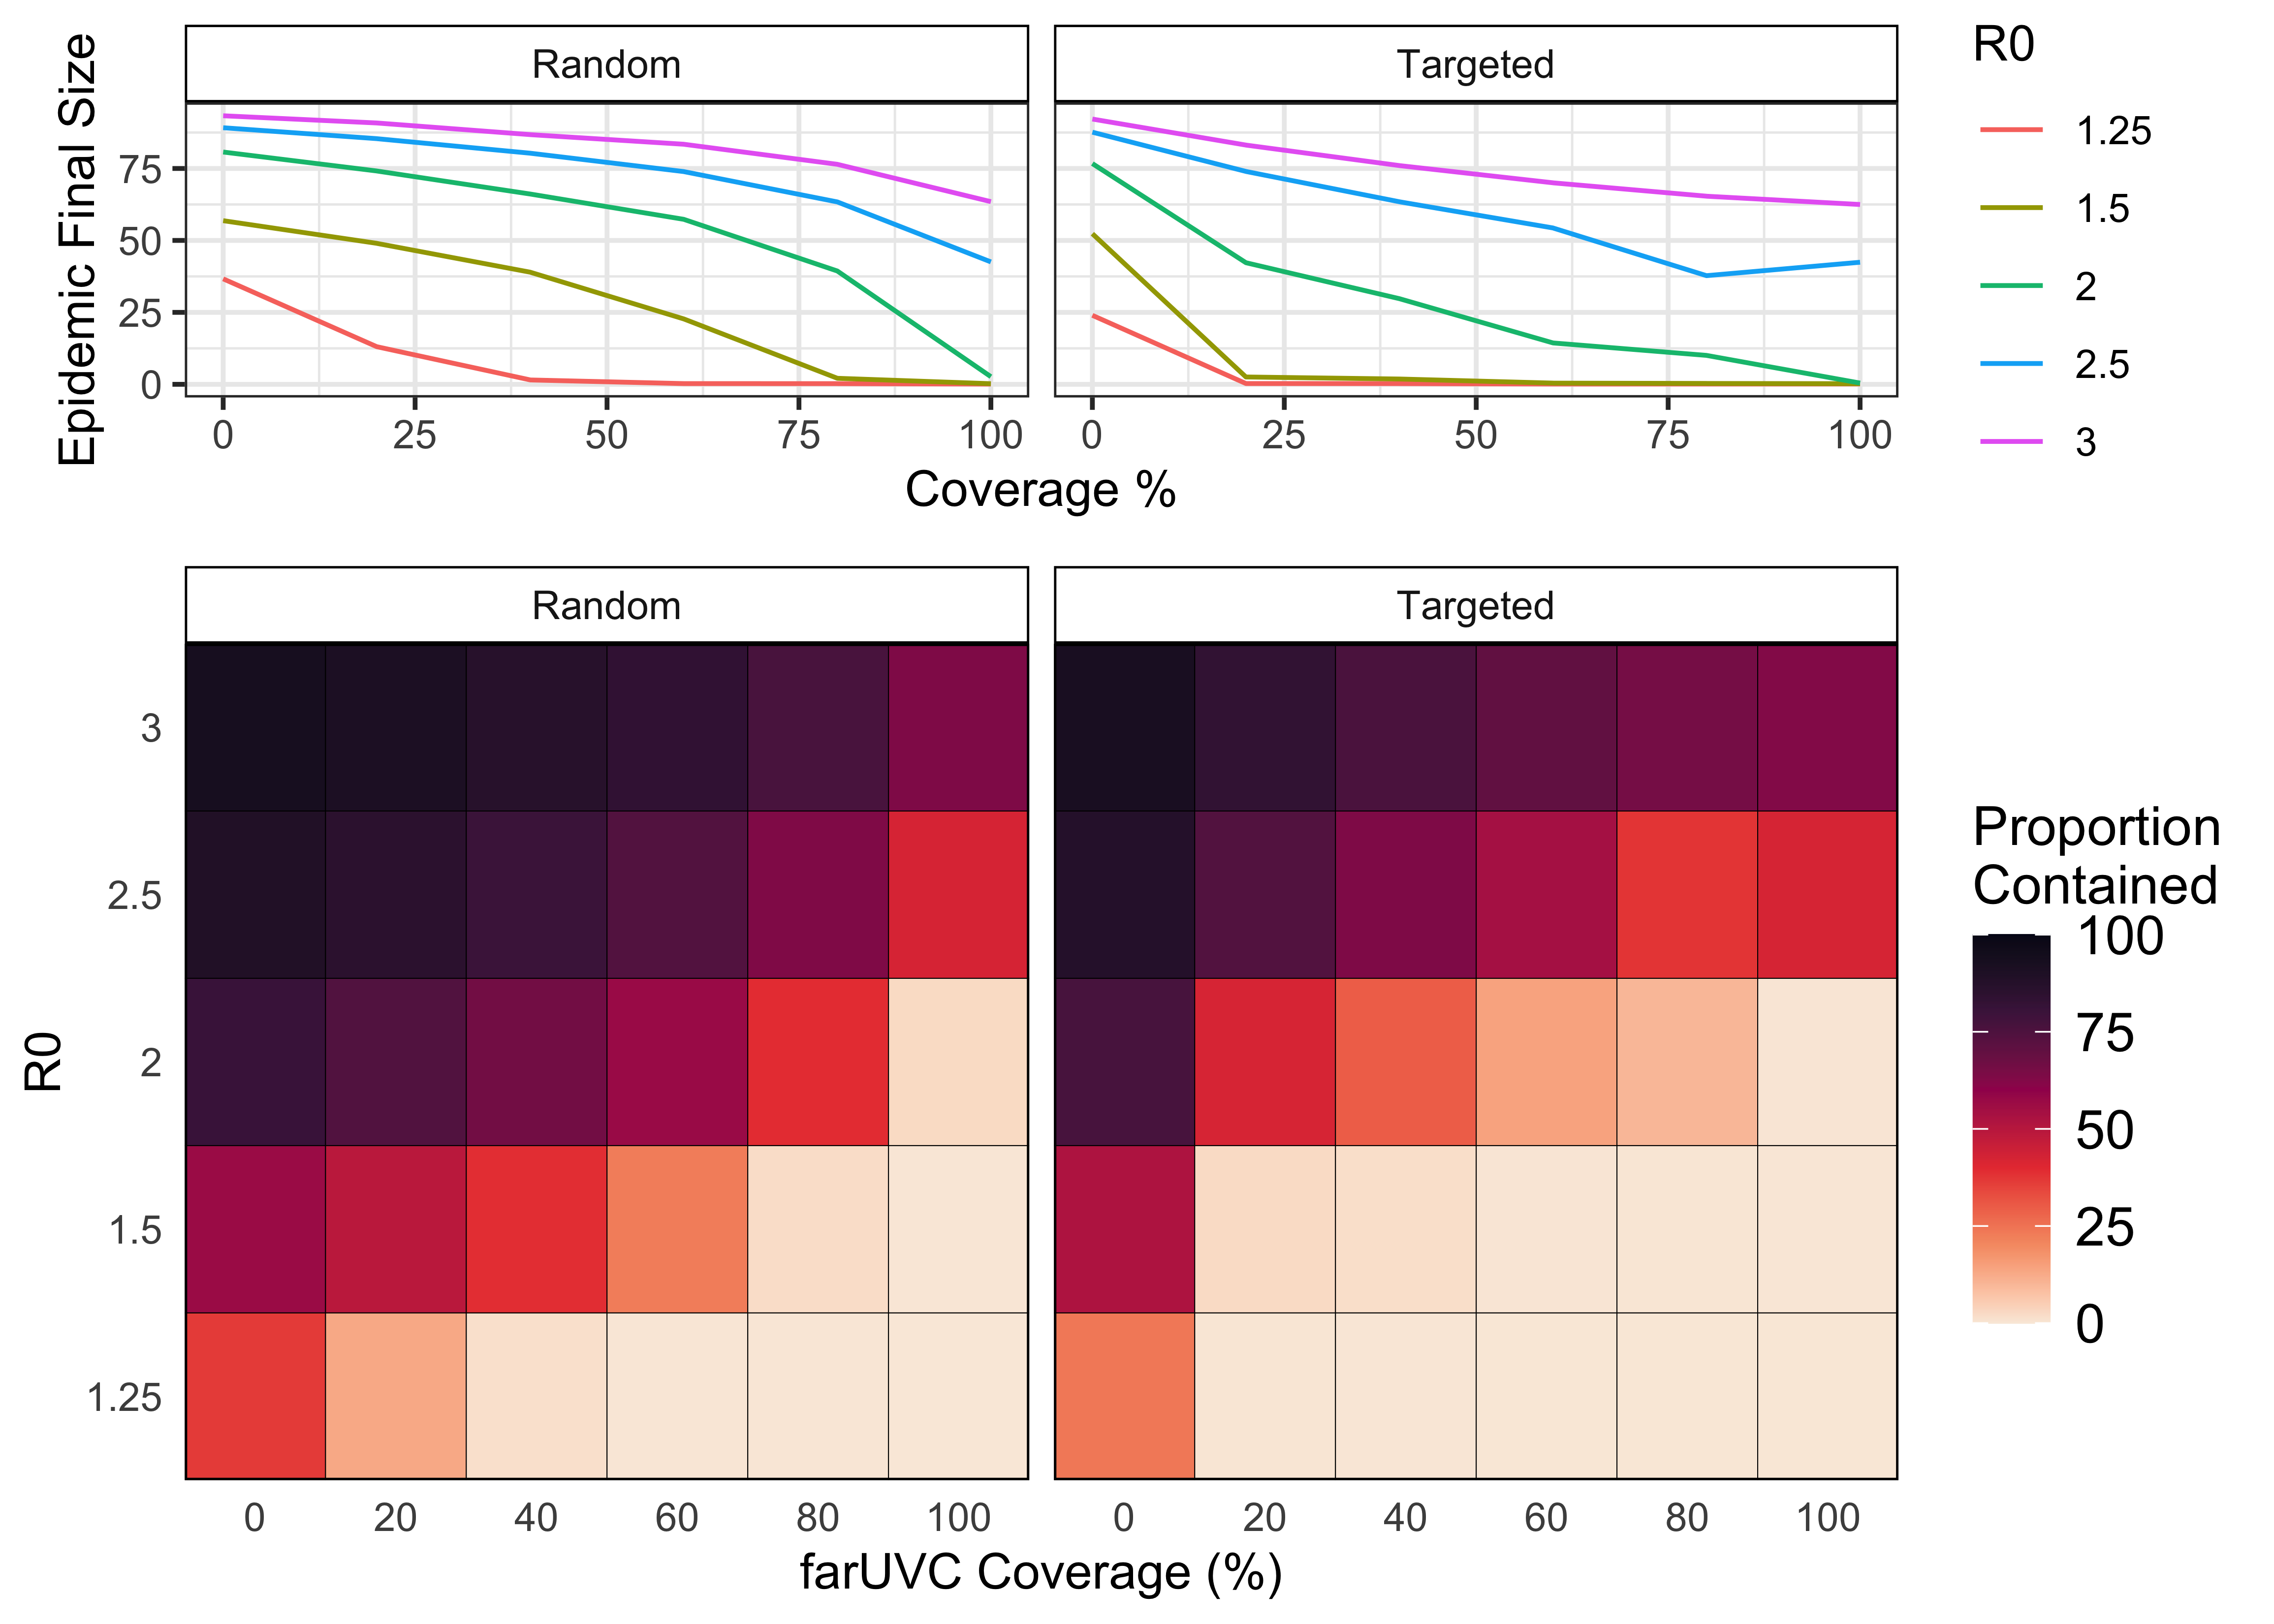 Random
Targeted
Epidemic Final Size
75
50
25
0
0 25 50 75 100
0 25 50 75 100
Coverage %
R0
1.25
1.5
2
2.5
3
Random
Targeted
R0
3
2.5
2
1.5
1.25
0 20 40 60 80 100
0 20 40 60 80 100
farUVC Coverage (%)
Proportion
Contained
100
75
50
25
0